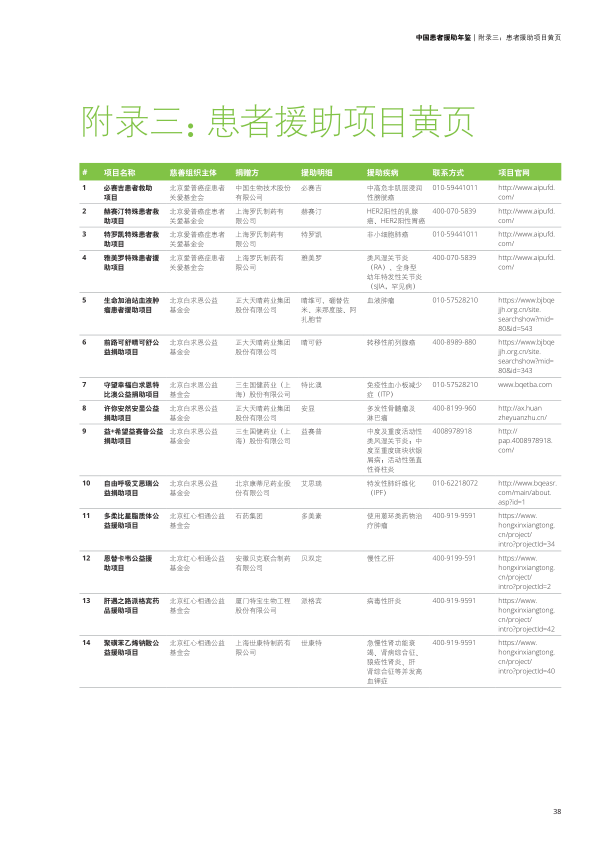 中国患者援助年鉴 | 附录三：患者援助项目黄页
附录三：患者援助项目黄页
# 项目名称 慈善组织主体 捐赠方 援助明细 援助疾病 联系方式 项目官网
1 必赛吉患者救助 北京爱普癌症患者 中国生物技术股份 必赛吉 中高危非肌层浸润 010-59441011 http://www.aipufd.
项目 关爱基金会 有限公司 性膀胱癌 com/
2 赫赛汀特殊患者救 北京爱普癌症患者 上海罗氏制药有 赫赛汀 HER2阳性的乳腺 400-070-5839 http://www.aipufd.
助项目 关爱基金会 限公司 癌、HER2阳性胃癌 com/
3 特罗凯特殊患者救 北京爱普癌症患者 上海罗氏制药有 特罗凯 非小细胞肺癌 010-59441011 http://www.aipufd.
助项目 关爱基金会 限公司 com/
4 雅美罗特殊患者援 北京爱普癌症患者 上海罗氏制药有 雅美罗 类风湿关节炎 400-070-5839 http://www.aipufd.
助项目 关爱基金会 限公司 （RA）、全身型 com/
幼年特发性关节炎
（sJIA、罕见病）
5 生命加油站血液肿 北京白求恩公益 正大天晴药业集团 晴维可、晴替佐 血液肿瘤 010-57528210 https://www.bjbqe
瘤患者援助项目 基金会 股份有限公司 米、来那度胺、阿 jjh.org.cn/site.
扎胞苷 searchshow?mid=
80&id=543
6 前路可舒晴可舒公 北京白求恩公益 正大天晴药业集团 晴可舒 转移性前列腺癌 400-8989-880 https://www.bjbqe
益捐助项目 基金会 股份有限公司 jjh.org.cn/site.
searchshow?mid=
80&id=343
7 守望幸福白求恩特 北京白求恩公益 三生国健药业（上 特比澳 免疫性血小板减少 010-57528210 www.bqetba.com
比澳公益捐助项目 基金会 海）股份有限公司 症（ITP）
8 许你安然安显公益 北京白求恩公益 正大天晴药业集团 安显 多发性骨髓瘤及 400-8199-960 http://ax.huan
捐助项目 基金会 股份有限公司 淋巴瘤 zheyuanzhu.cn/
9 益+希望益赛普公益 北京白求恩公益 三生国健药业（上 益赛普 中度及重度活动性 4008978918 http://
捐助项目 基金会 海）股份有限公司 类风湿关节炎；中 pap.4008978918.
度至重度斑块状银 com/
屑病；活动性强直
性脊柱炎
10 自由呼吸艾思瑞公 北京白求恩公益 北京康蒂尼药业股 艾思瑞 特发性肺纤维化 010-62218072 http://www.bqeasr.
益捐助项目 基金会 份有限公司 （IPF） com/main/about.
asp?id=1
11 多柔比星脂质体公 北京红心相通公益 石药集团 多美素 使用蒽环类药物治 400-919-9591 https://www.
益援助项目 基金会 疗肿瘤 hongxinxiangtong.
cn/project/
intro?projectId=34
12 恩替卡韦公益援 北京红心相通公益 安徽贝克联合制药 贝双定 慢性乙肝 400-9199-591 https://www.
助项目 基金会 有限公司 hongxinxiangtong.
cn/project/
intro?projectId=2
13 肝遇之路派格宾药 北京红心相通公益 厦门特宝生物工程 派格宾 病毒性肝炎 400-919-9591 https://www.
品援助项目 基金会 股份有限公司 hongxinxiangtong.
cn/project/
intro?projectId=42
14 聚磺苯乙烯钠散公 北京红心相通公益 上海世康特制药有 世康特 急慢性肾功能衰 400-919-9591 https://www.
益援助项目 基金会 限公司 竭、肾病综合征、 hongxinxiangtong.
狼疮性肾炎、肝 cn/project/
肾综合征等并发高 intro?projectId=40
血钾症
38